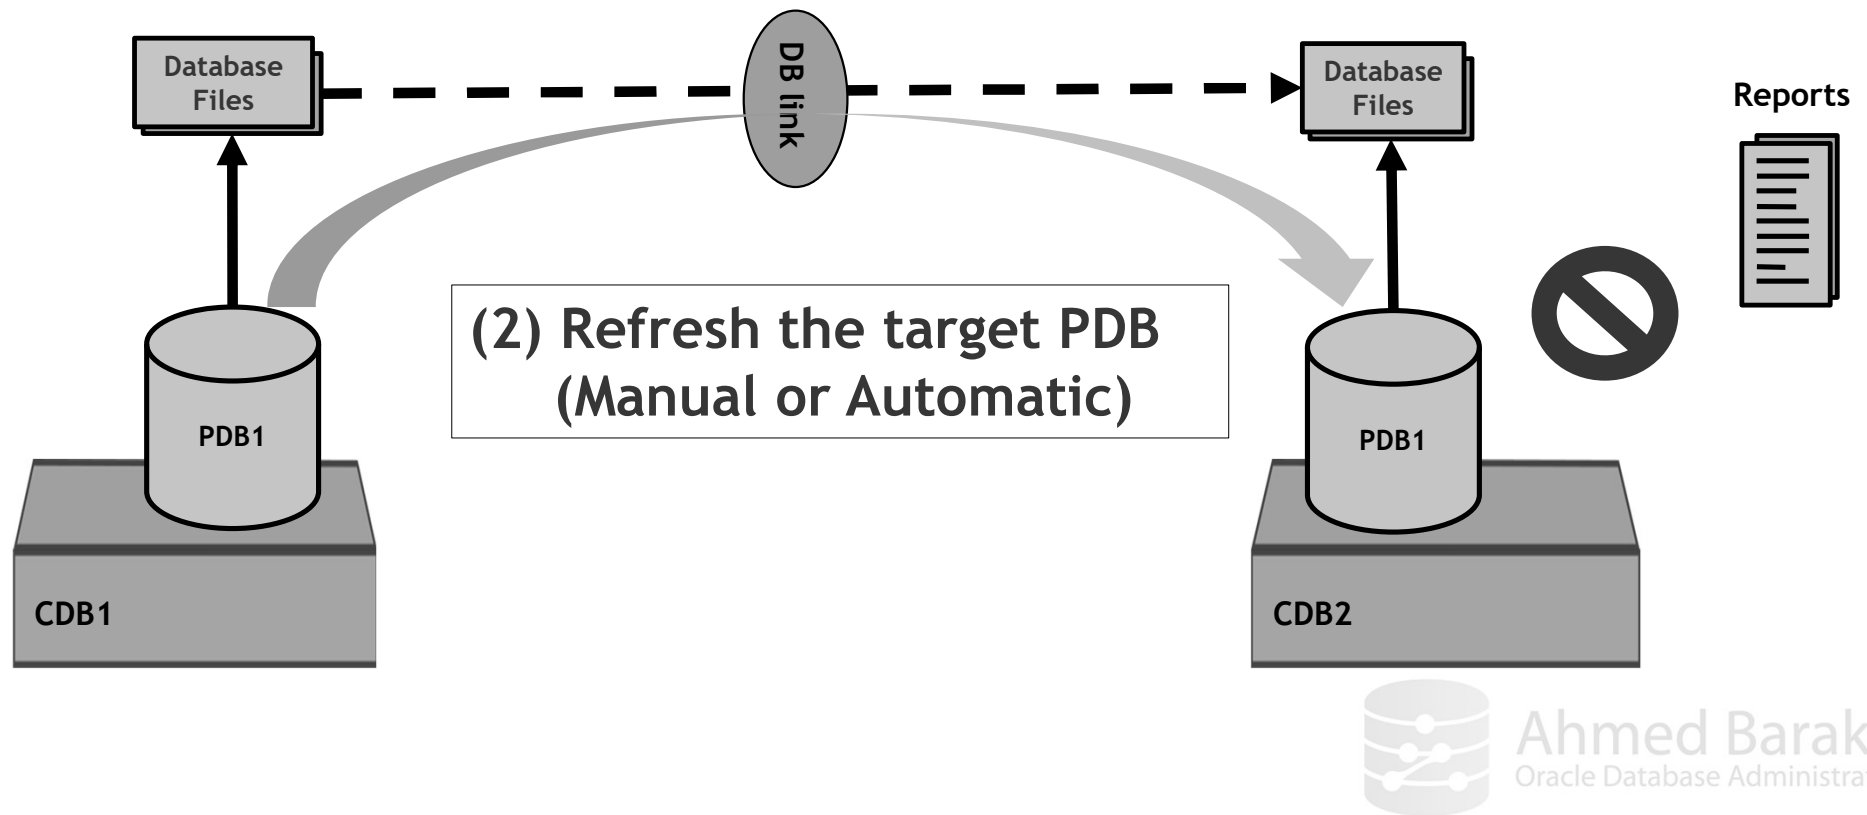 Database
Files
DB link
Database
Files
Reports
(2) Refresh the target PDB
(Manual or Automatic)
PDB1
PDB1
CDB1
CDB2
Ahmed Barak
Oracle Database Administra